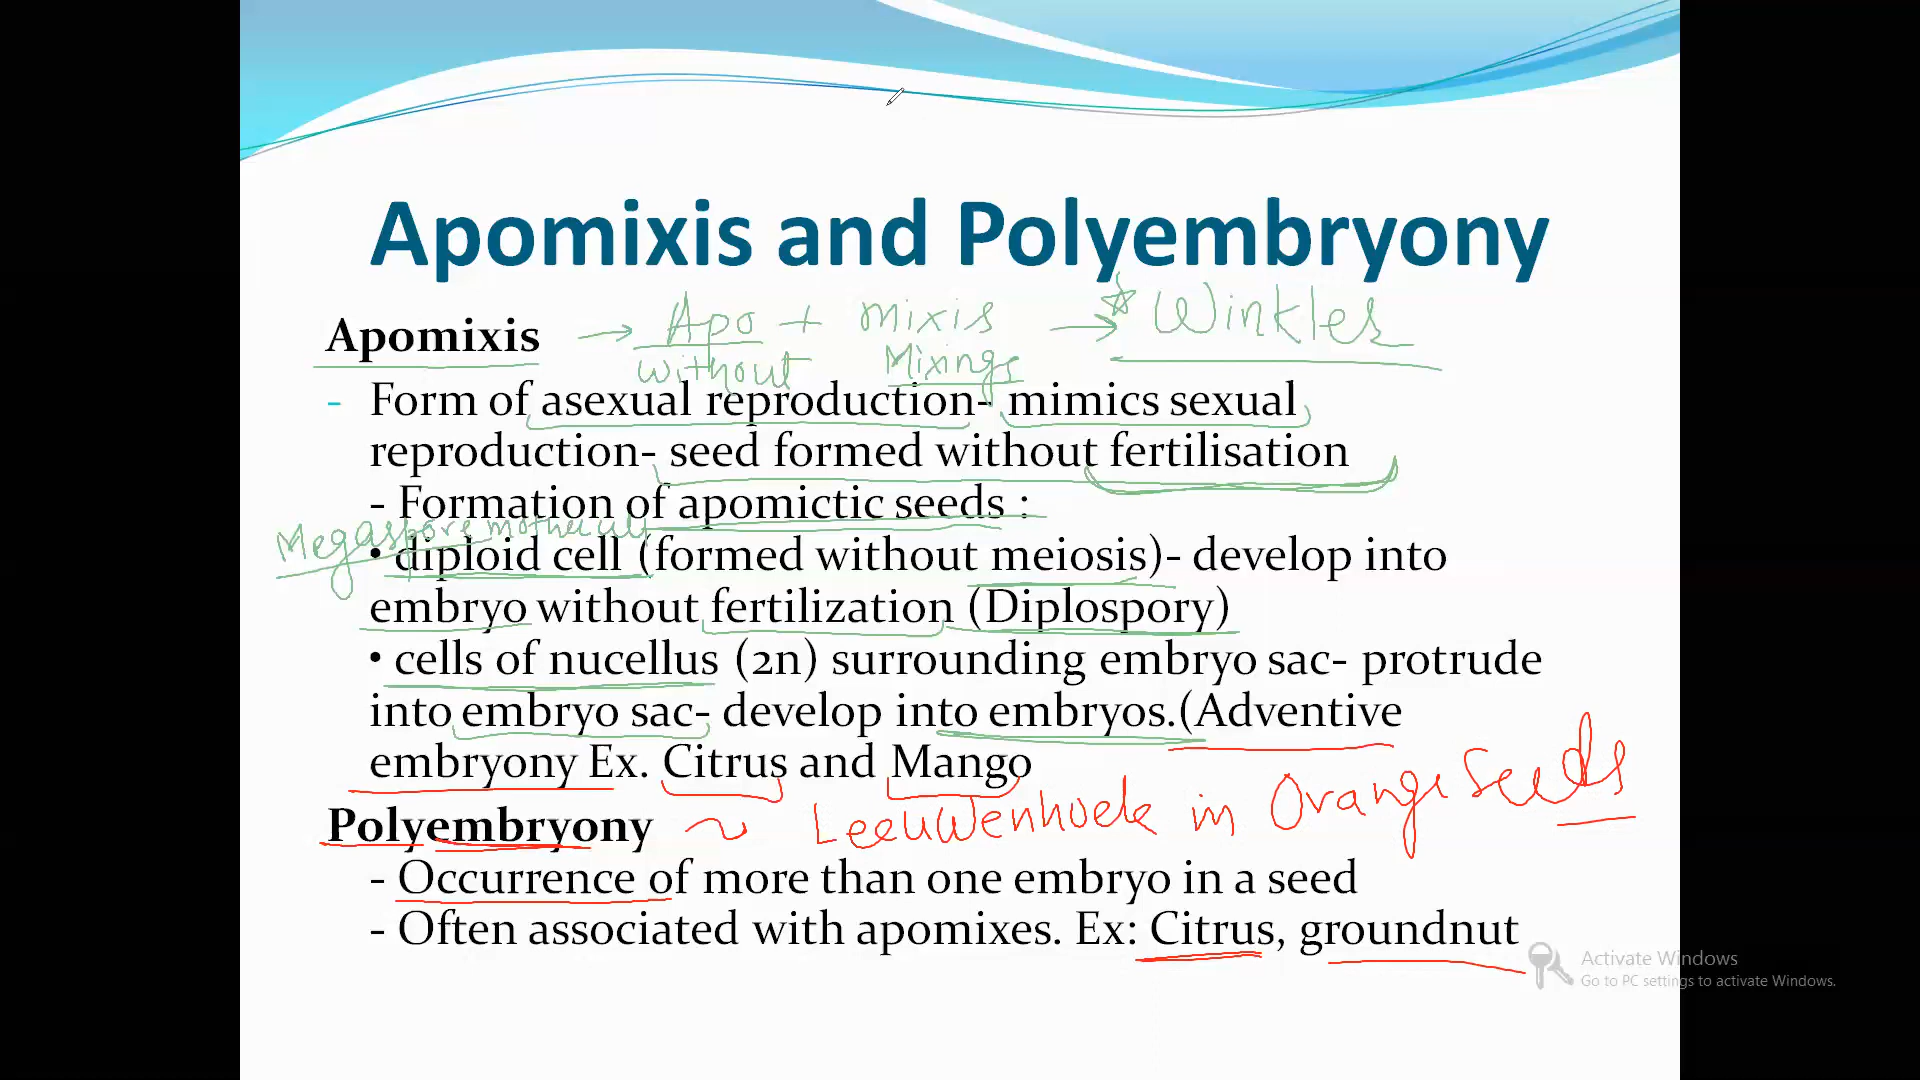 Apomixis and Polyembryony
Apomixis → Apo + mixis → ☆ Winkles
without Mixings
- Form of asexual reproduction- mimics sexual
reproduction- seed formed without fertilisation
- Formation of apomictic seeds :
Megaspore mother cell
• diploid cell (formed without meiosis)- develop into
embryo without fertilization (Diplospory)
• cells of nucellus (2n) surrounding embryo sac- protrude
into embryo sac- develop into embryos.(Adventive
embryony Ex. Citrus and Mango
Polyembryony ~ Leeuwenhoek in Orange Seeds
- Occurrence of more than one embryo in a seed
- Often associated with apomixes. Ex: Citrus, groundnut
Activate Windows
Go to PC settings to activate Windows.